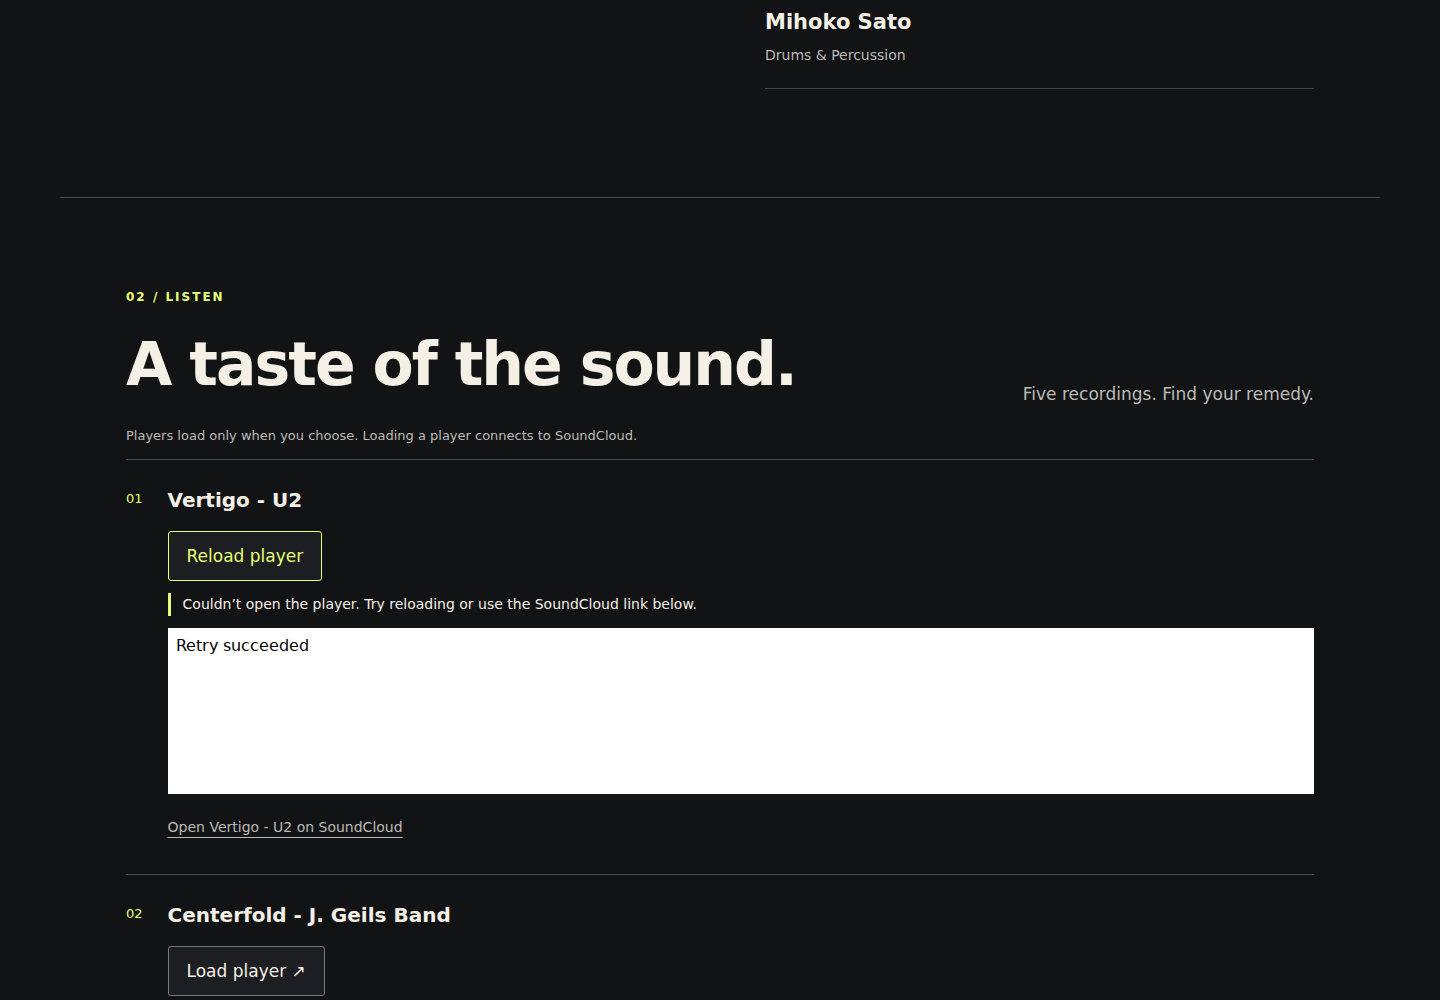 Mihoko Sato
Drums & Percussion
02 / LISTEN
A taste of the sound.
Five recordings. Find your remedy.
Players load only when you choose. Loading a player connects to SoundCloud.
01
Vertigo - U2
Reload player
Couldn’t open the player. Try reloading or use the SoundCloud link below.
Retry succeeded
Open Vertigo - U2 on SoundCloud
02
Centerfold - J. Geils Band
Load player ↗